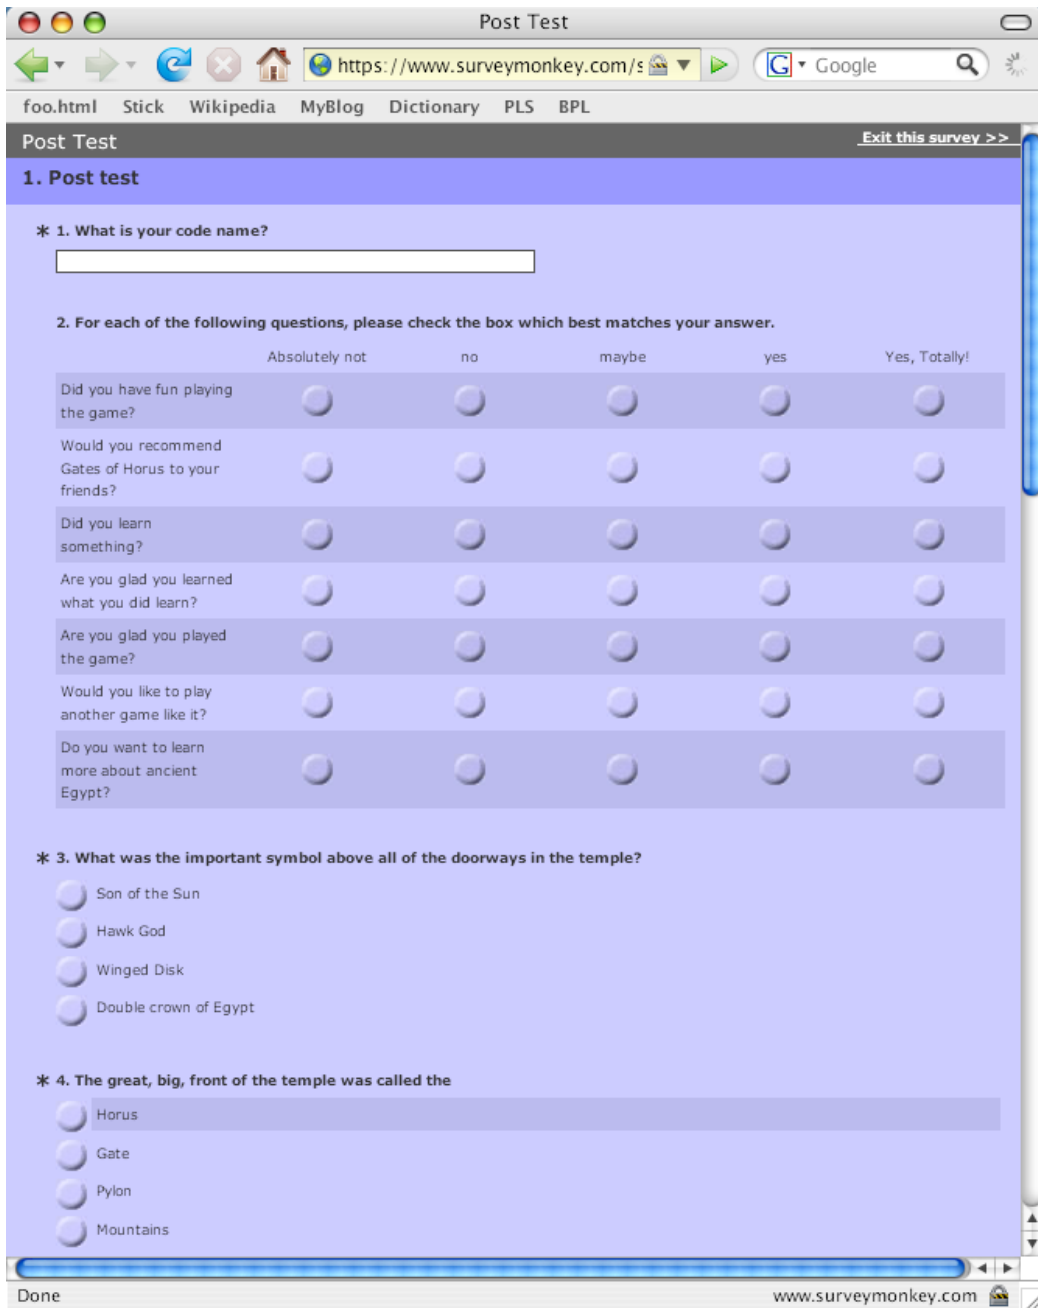 Post Test
https://www.surveymonkey.com/s
G Google
foo.html Stick Wikipedia MyBlog Dictionary PLS BPL
Post Test Exit this survey >>
1. Post test
* 1. What is your code name?
2. For each of the following questions, please check the box which best matches your answer.
Absolutely not no maybe yes Yes, Totally!
Did you have fun playing
the game?
Would you recommend
Gates of Horus to your
friends?
Did you learn
something?
Are you glad you learned
what you did learn?
Are you glad you played
the game?
Would you like to play
another game like it?
Do you want to learn
more about ancient
Egypt?
* 3. What was the important symbol above all of the doorways in the temple?
Son of the Sun
Hawk God
Winged Disk
Double crown of Egypt
* 4. The great, big, front of the temple was called the
Horus
Gate
Pylon
Mountains
Done www.surveymonkey.com